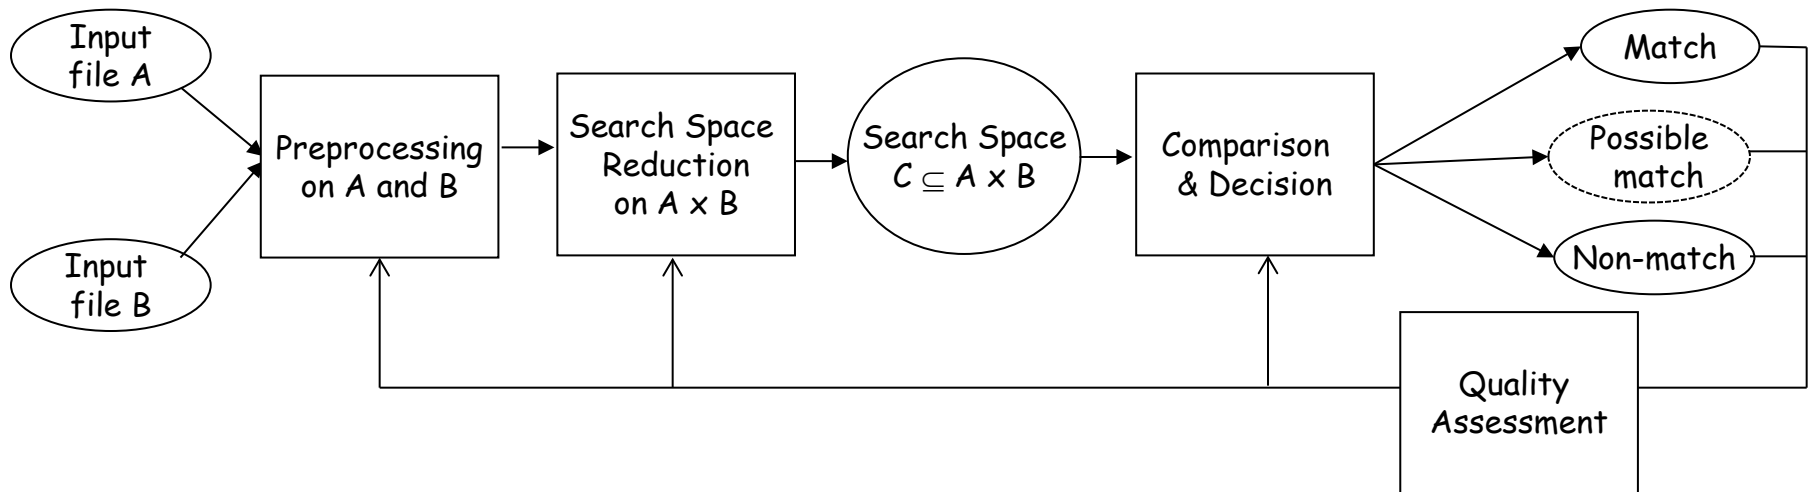 Input
file A
Input
file B
Preprocessing
on A and B
Search Space
Reduction
on A x B
Search Space
C ⊆ A x B
Comparison
& Decision
Match
Possible
match
Non-match
Quality
Assessment